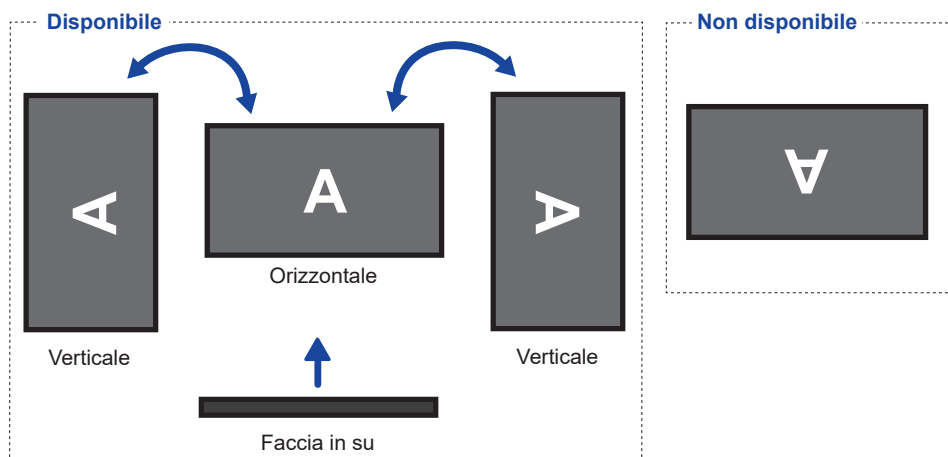 Disponibile
Non disponibile
A
A
A
A
Orizzontale
Verticale
Verticale
Faccia in su